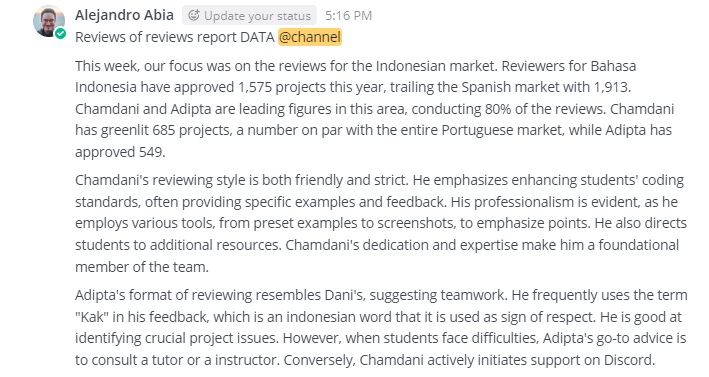 Alejandro Abia Update your status 5:16 PM
Reviews of reviews report DATA @channel
This week, our focus was on the reviews for the Indonesian market. Reviewers for Bahasa
Indonesia have approved 1,575 projects this year, trailing the Spanish market with 1,913.
Chamdani and Adipta are leading figures in this area, conducting 80% of the reviews. Chamdani
has greenlit 685 projects, a number on par with the entire Portuguese market, while Adipta has
approved 549.
Chamdani's reviewing style is both friendly and strict. He emphasizes enhancing students' coding
standards, often providing specific examples and feedback. His professionalism is evident, as he
employs various tools, from preset examples to screenshots, to emphasize points. He also directs
students to additional resources. Chamdani's dedication and expertise make him a foundational
member of the team.
Adipta's format of reviewing resembles Dani's, suggesting teamwork. He frequently uses the term
"Kak" in his feedback, which is an indonesian word that it is used as sign of respect. He is good at
identifying crucial project issues. However, when students face difficulties, Adipta's go-to advice is
to consult a tutor or a instructor. Conversely, Chamdani actively initiates support on Discord.